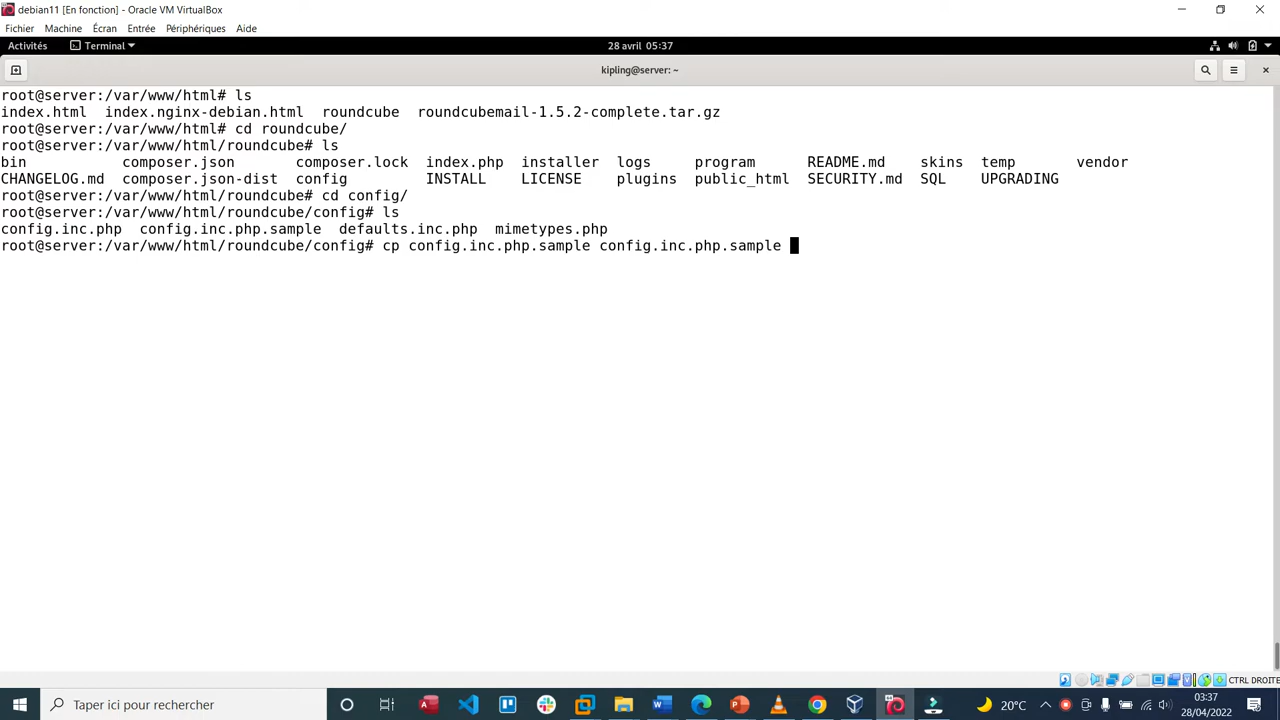 debian11 [En fonction] - Oracle VM VirtualBox
Fichier Machine Écran Entrée Périphériques Aide
Activités Terminal 28 avril 05:37
kipling@server: ~
root@server:/var/www/html# ls
index.html index.nginx-debian.html roundcube roundcubemail-1.5.2-complete.tar.gz
root@server:/var/www/html# cd roundcube/
root@server:/var/www/html/roundcube# ls
bin composer.json composer.lock index.php installer logs program README.md skins temp vendor
CHANGELOG.md composer.json-dist config INSTALL LICENSE plugins public_html SECURITY.md SQL UPGRADING
root@server:/var/www/html/roundcube# cd config/
root@server:/var/www/html/roundcube/config# ls
config.inc.php config.inc.php.sample defaults.inc.php mimetypes.php
root@server:/var/www/html/roundcube/config# cp config.inc.php.sample config.inc.php.sample
CTRL DROITE
Taper ici pour rechercher 20°C 03:37
28/04/2022